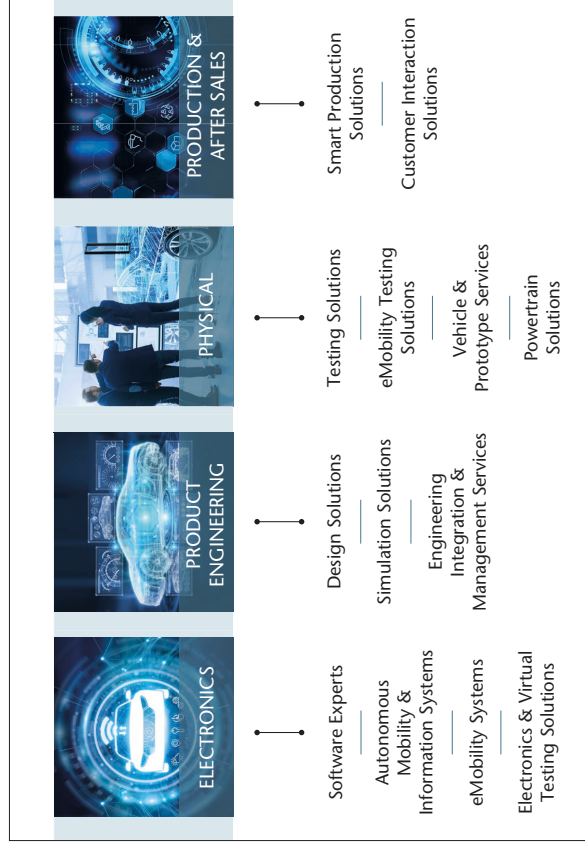 ELECTRONICS
Software Experts
Autonomous
Mobility &
Information Systems
eMobility Systems
Electronics & Virtual
Testing Solutions
PRODUCT
ENGINEERING
Design Solutions
Simulation Solutions
Engineering
Integration &
Management Services
PHYSICAL
Testing Solutions
eMobility Testing
Solutions
Vehicle &
Prototype Services
Powertrain
Solutions
PRODUCTION &
AFTER SALES
Smart Production
Solutions
Customer Interaction
Solutions